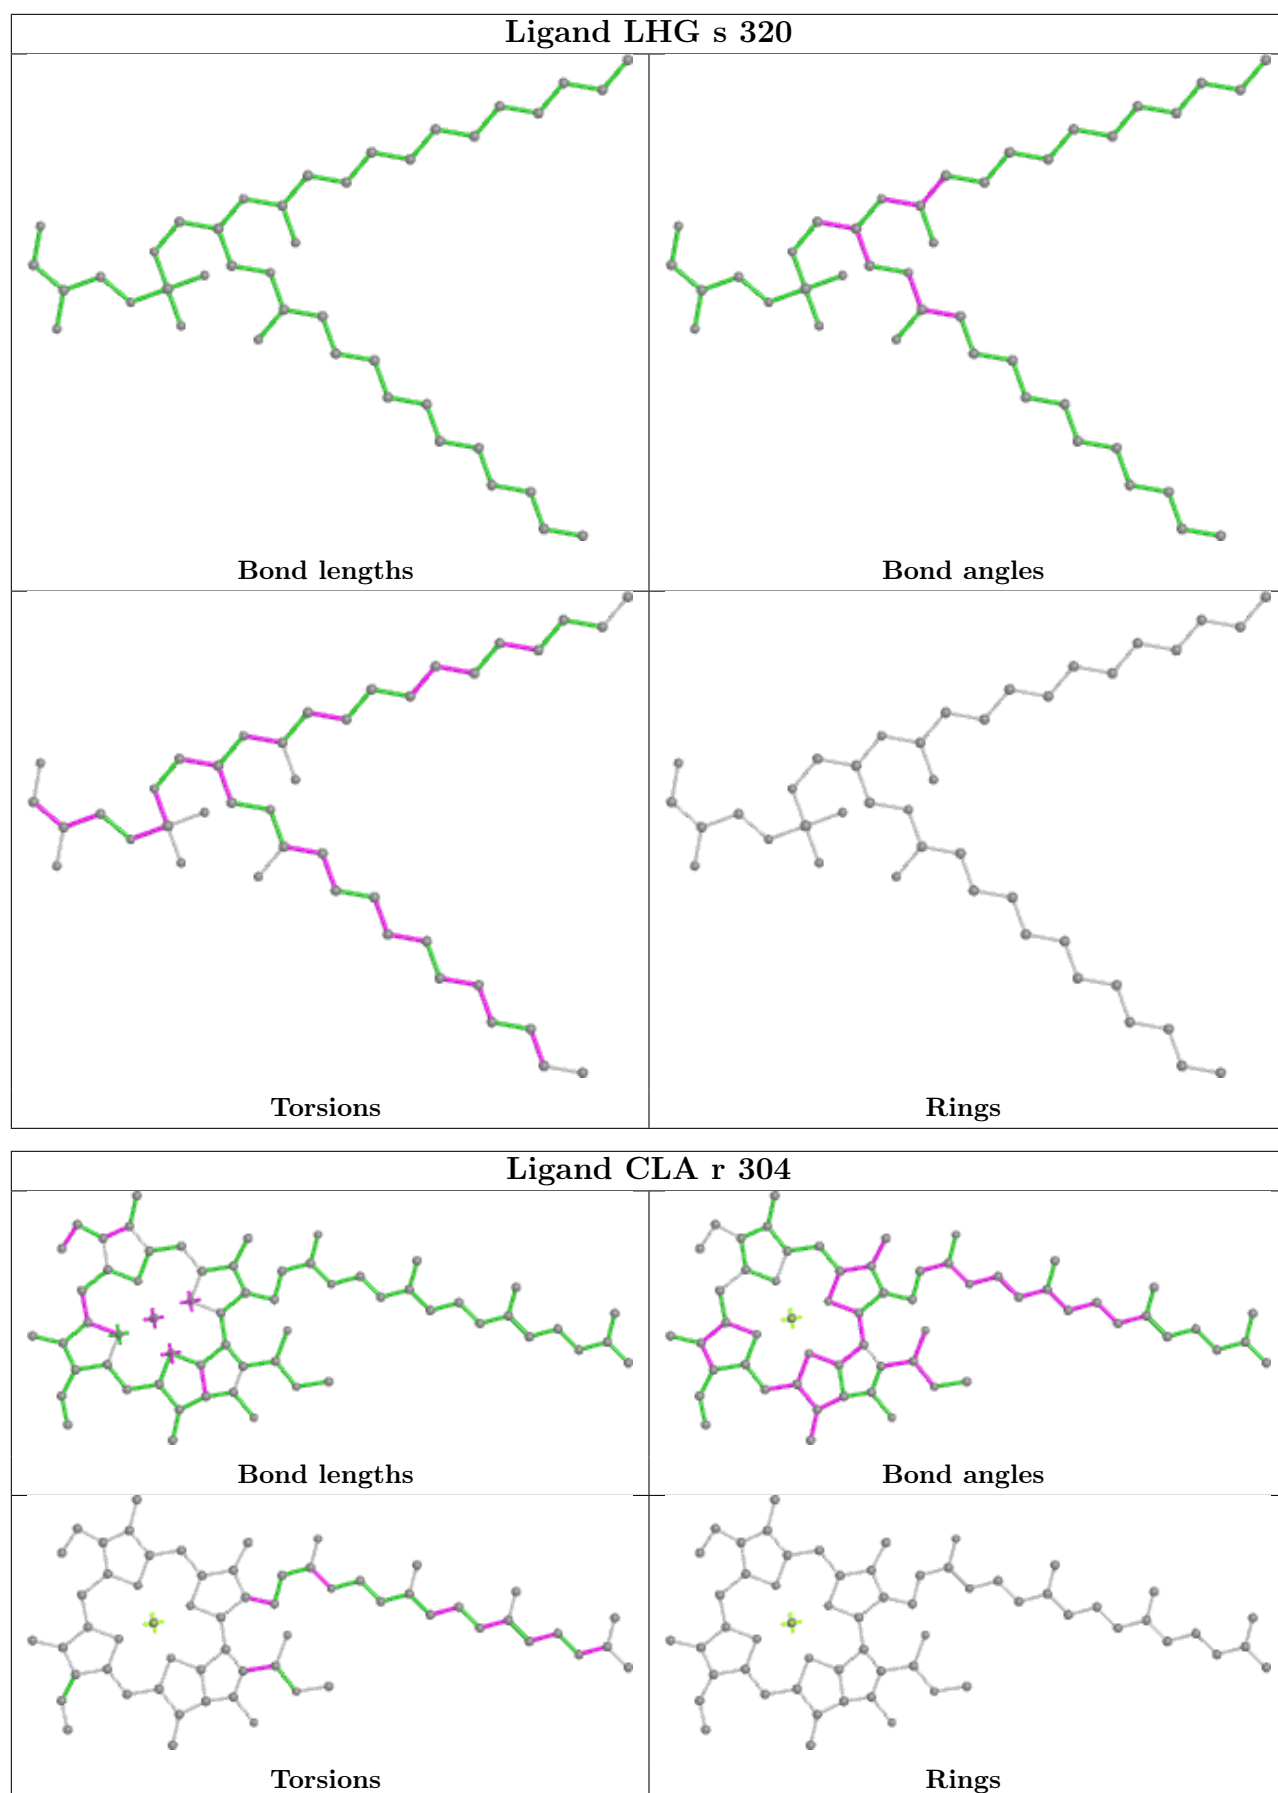 Ligand LHG s 320
Bond lengths
Bond angles
Torsions
Rings
Ligand CLA r 304
Bond lengths
Bond angles
Torsions
Rings